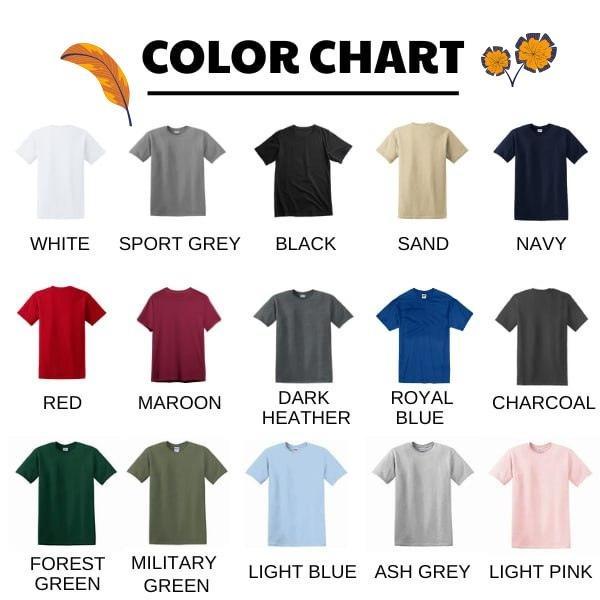 COLOR CHART
WHITE
SPORT GREY
BLACK
SAND
NAVY
RED
MAROON
DARK
HEATHER
ROYAL
BLUE
CHARCOAL
FOREST
GREEN
MILITARY
GREEN
LIGHT BLUE
ASH GREY
LIGHT PINK